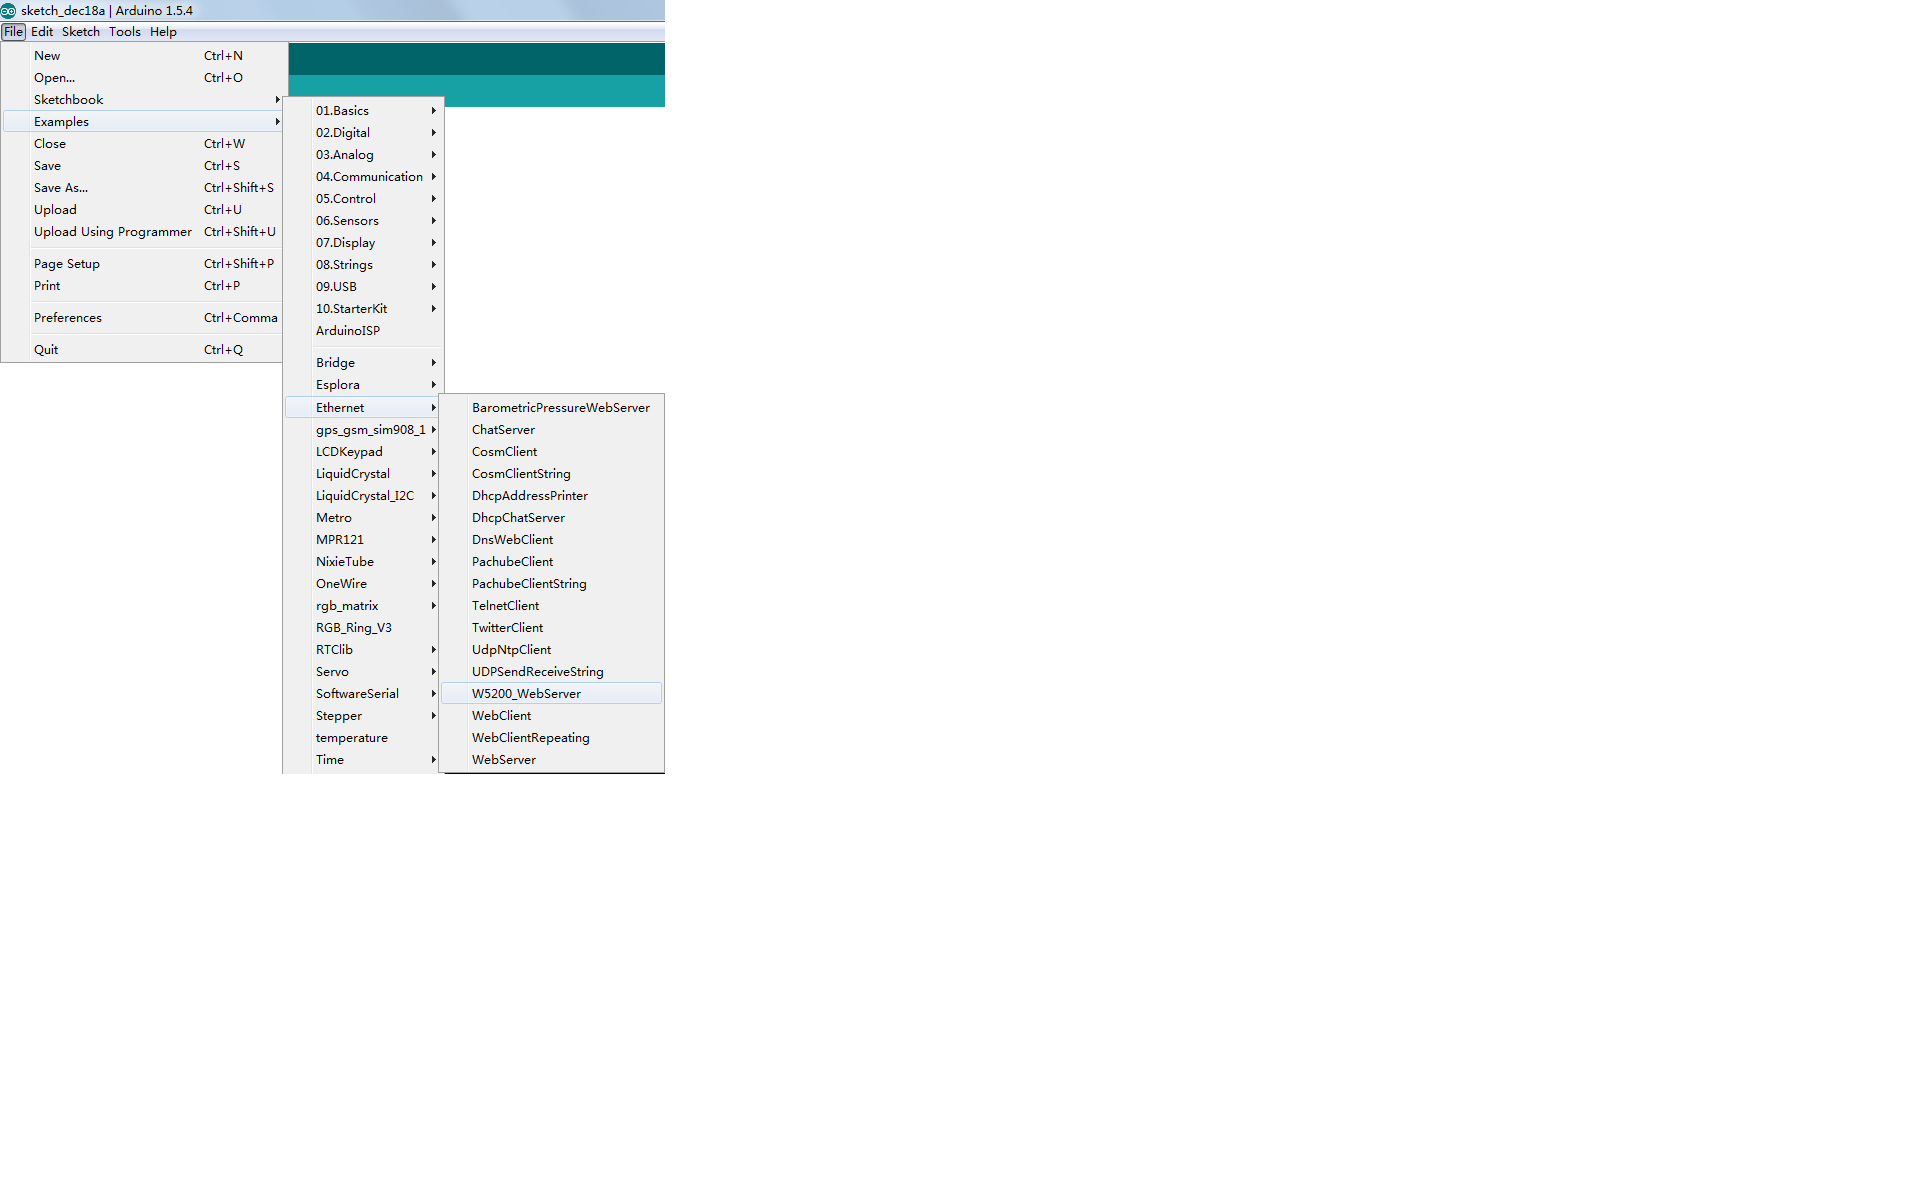 sketch_dec18a | Arduino 1.5.4
File Edit Sketch Tools Help
New Ctrl+N
Open... Ctrl+O
Sketchbook
Examples
Close Ctrl+W
Save Ctrl+S
Save As... Ctrl+Shift+S
Upload Ctrl+U
Upload Using Programmer Ctrl+Shift+U
Page Setup Ctrl+Shift+P
Print Ctrl+P
Preferences Ctrl+Comma
Quit Ctrl+Q
01.Basics
02.Digital
03.Analog
04.Communication
05.Control
06.Sensors
07.Display
08.Strings
09.USB
10.StarterKit
ArduinoISP
Bridge
Esplora
Ethernet
gps_gsm_sim908_1
LCDKeypad
LiquidCrystal
LiquidCrystal_I2C
Metro
MPR121
NixieTube
OneWire
rgb_matrix
RGB_Ring_V3
RTClib
Servo
SoftwareSerial
Stepper
temperature
Time
BarometricPressureWebServer
ChatServer
CosmClient
CosmClientString
DhcpAddressPrinter
DhcpChatServer
DnsWebClient
PachubeClient
PachubeClientString
TelnetClient
TwitterClient
UdpNtpClient
UDPSendReceiveString
W5200_WebServer
WebClient
WebClientRepeating
WebServer